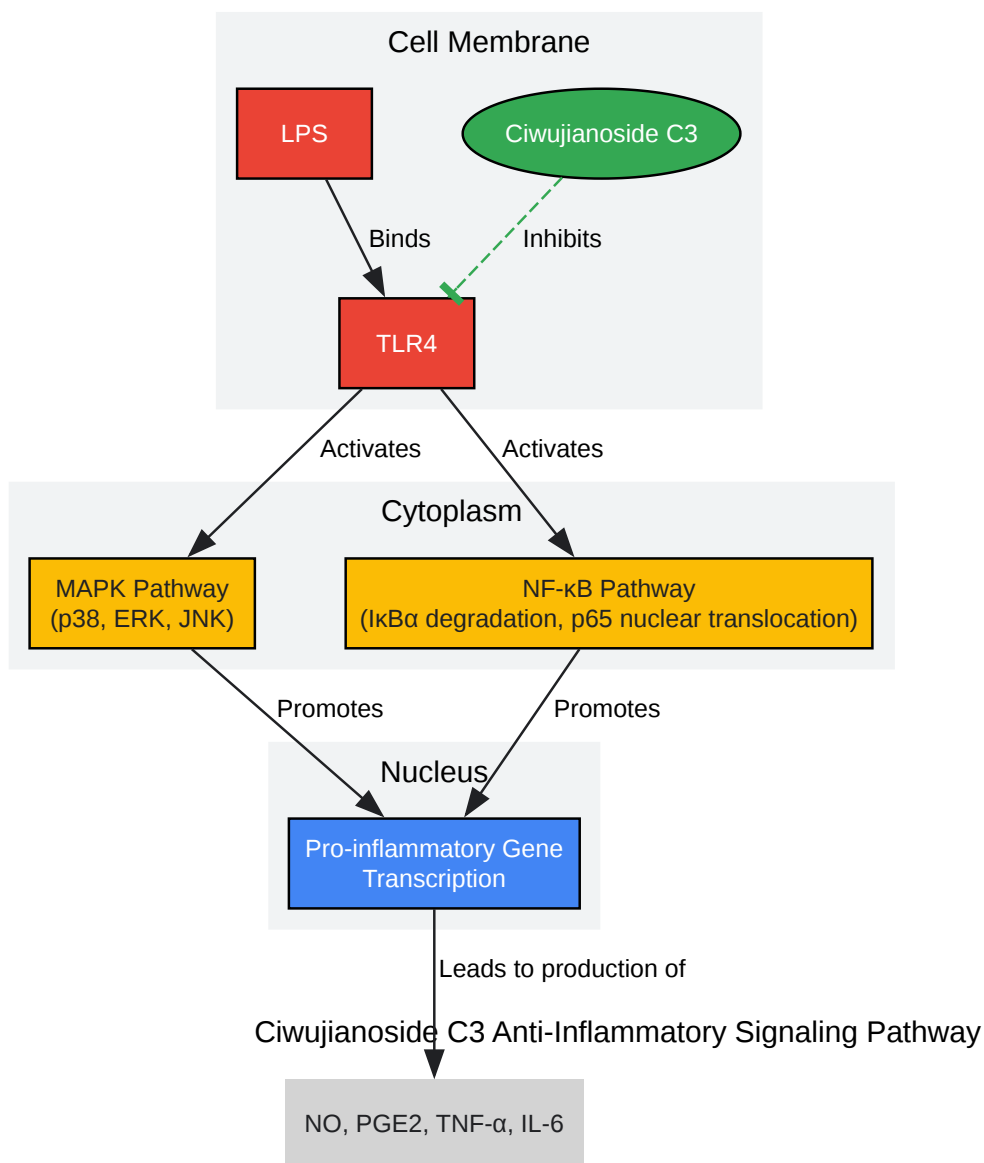 Cell Membrane
LPS
Ciwujianoside C3
Binds
Inhibits
TLR4
Activates
Activates
Cytoplasm
MAPK Pathway
(p38, ERK, JNK)
NF-κB Pathway
(IκBα degradation, p65 nuclear translocation)
Promotes
Promotes
Nucleus
Pro-inflammatory Gene
Transcription
Leads to production of
Ciwujianoside C3 Anti-Inflammatory Signaling Pathway
NO, PGE2, TNF-α, IL-6